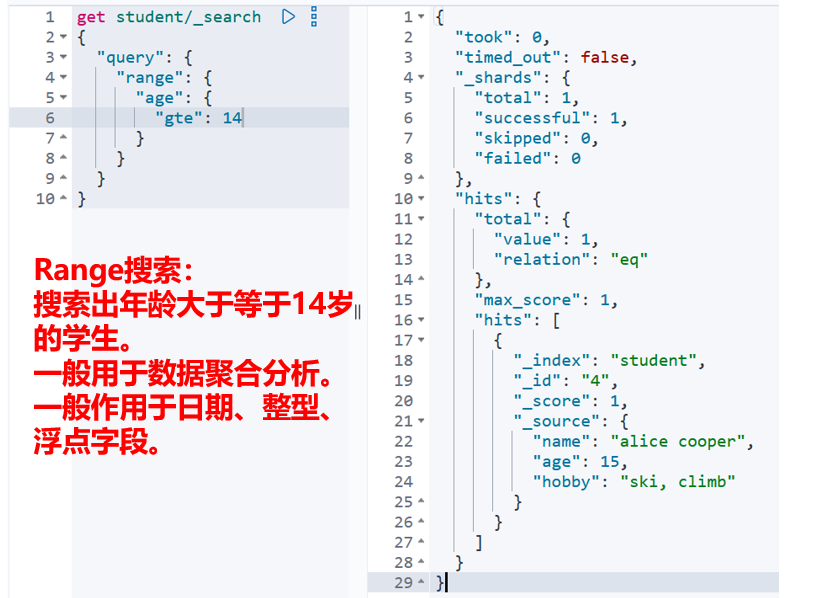 1 get student/_search
2 {
3 "query": {
4 "range": {
5 "age": {
6 "gte": 14
7 }
8 }
9 }
10 }
Range搜索：
搜索出年龄大于等于14岁
的学生。
一般用于数据聚合分析。
一般作用于日期、整型、
浮点字段。
1 {
2 "took": 0,
3 "timed_out": false,
4 "_shards": {
5 "total": 1,
6 "successful": 1,
7 "skipped": 0,
8 "failed": 0
9 },
10 "hits": {
11 "total": {
12 "value": 1,
13 "relation": "eq"
14 },
15 "max_score": 1,
16 "hits": [
17 {
18 "_index": "student",
19 "_id": "4",
20 "_score": 1,
21 "_source": {
22 "name": "alice cooper",
23 "age": 15,
24 "hobby": "ski, climb"
25 }
26 }
27 ]
28 }
29 }